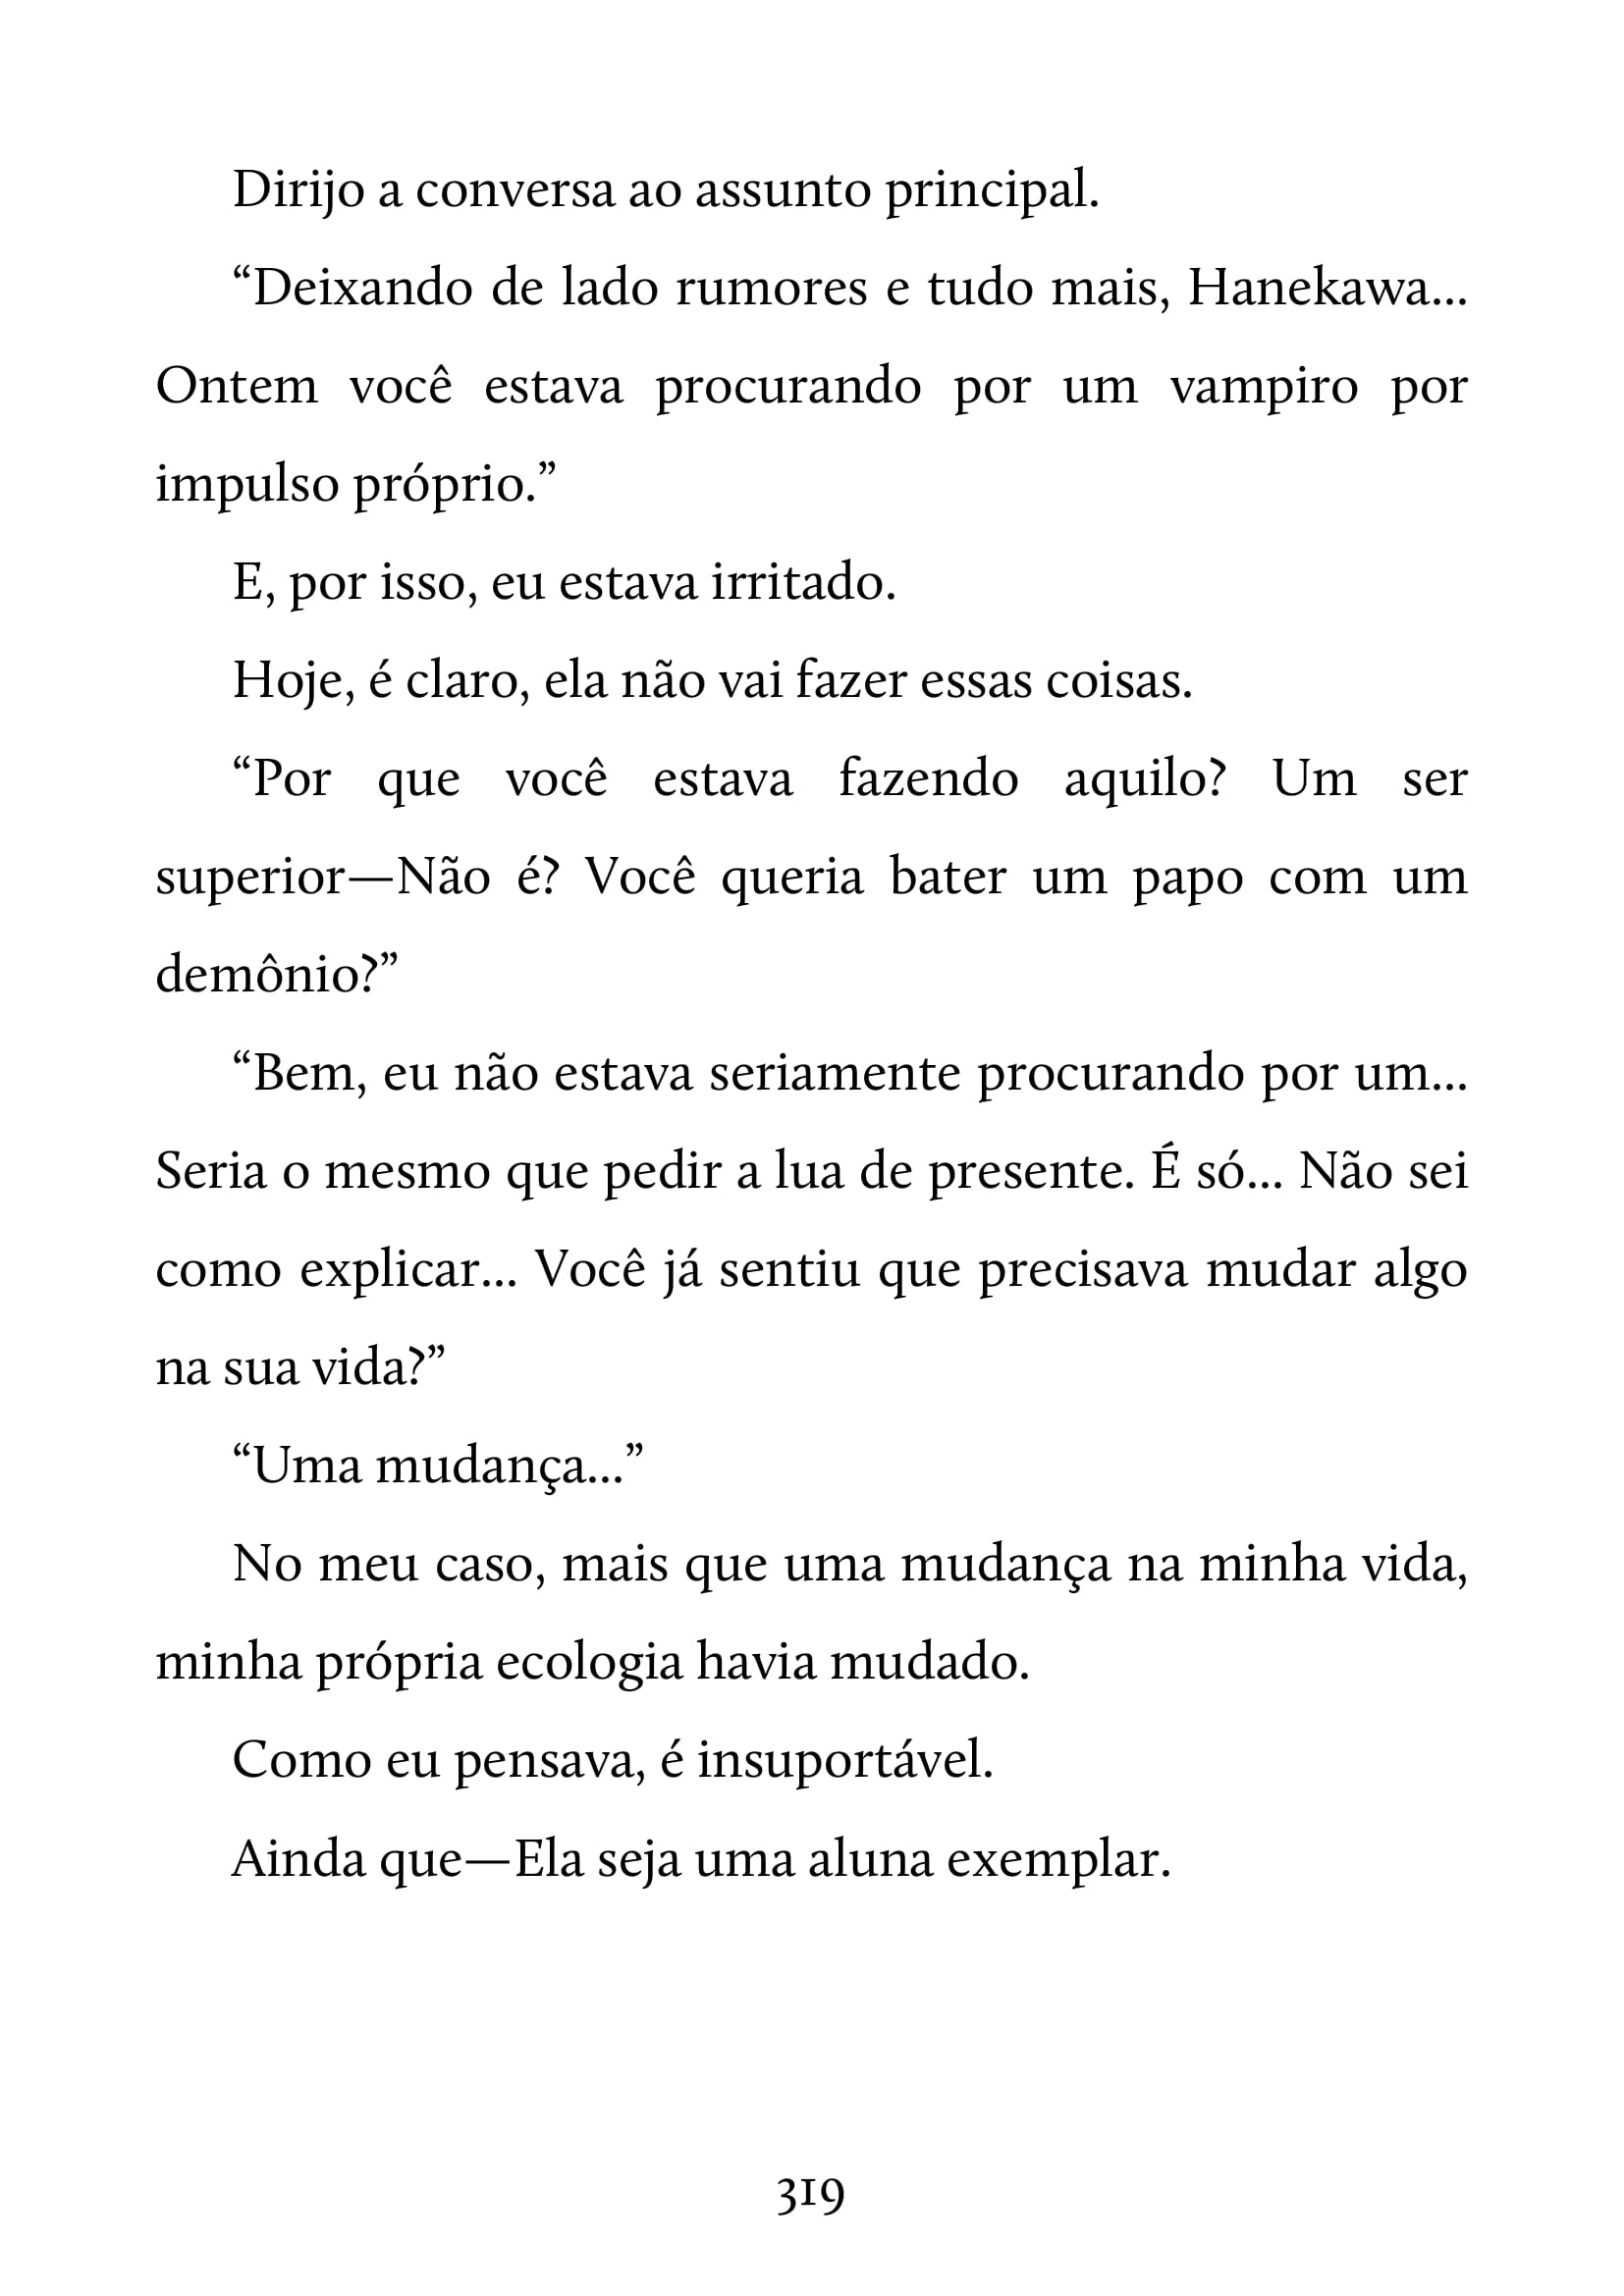 Dirijo a conversa ao assunto principal.
“Deixando de lado rumores e tudo mais, Hanekawa...
Ontem você estava procurando por um vampiro por
impulso próprio.”
E, por isso, eu estava irritado.
Hoje, é claro, ela não vai fazer essas coisas.
“Por que você estava fazendo aquilo? Um ser
superior—Não é? Você queria bater um papo com um
demônio?”
“Bem, eu não estava seriamente procurando por um...
Seria o mesmo que pedir a lua de presente. É só... Não sei
como explicar... Você já sentiu que precisava mudar algo
na sua vida?”
“Uma mudança...”
No meu caso, mais que uma mudança na minha vida,
minha própria ecologia havia mudado.
Como eu pensava, é insuportável.
Ainda que—Ela seja uma aluna exemplar.
319